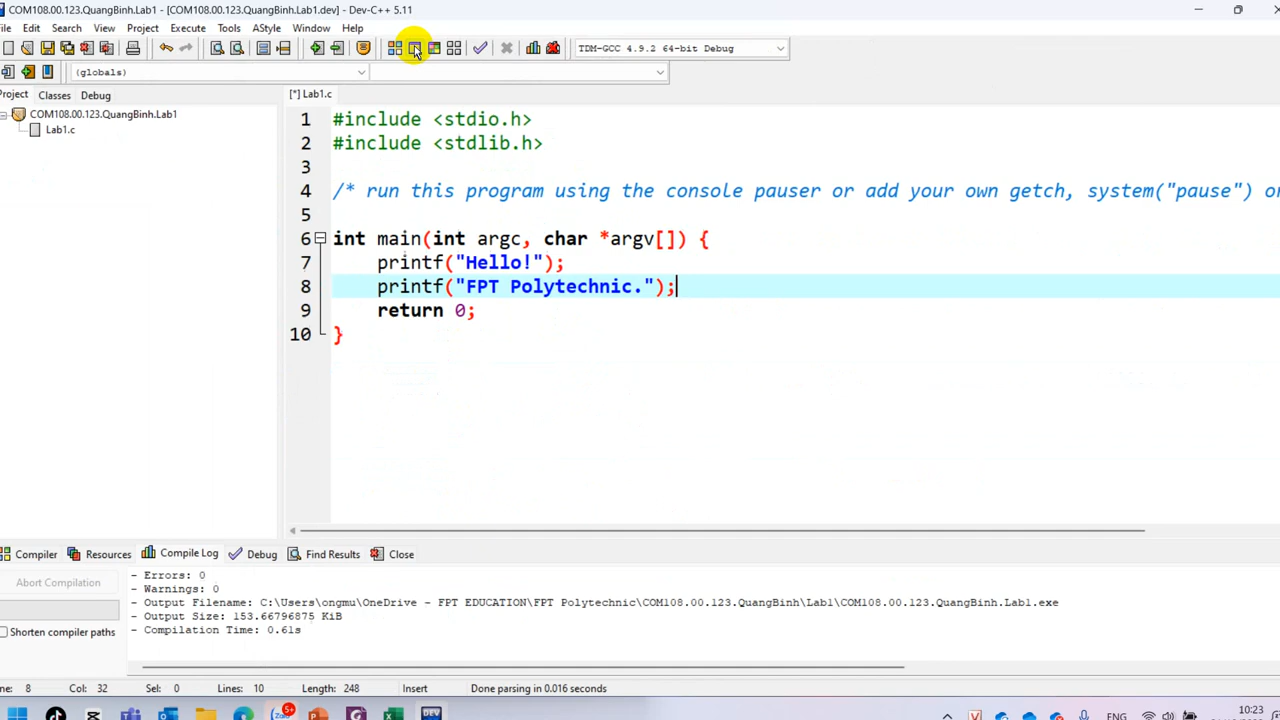 COM108.00.123.QuangBinh.Lab1 - [COM108.00.123.QuangBinh.Lab1.dev] - Dev-C++ 5.11
File Edit Search View Project Execute Tools AStyle Window Help
TDM-GCC 4.9.2 64-bit Debug
(globals)
Project Classes Debug
[*] Lab1.c
COM108.00.123.QuangBinh.Lab1
Lab1.c
1 #include <stdio.h>
2 #include <stdlib.h>
3
4 /* run this program using the console pauser or add your own getch, system("pause") or
5
6 int main(int argc, char *argv[]) {
7 printf("Hello!");
8 printf("FPT Polytechnic.");
9 return 0;
10 }
Compiler Resources Compile Log Debug Find Results Close
Abort Compilation
Shorten compiler paths
- Errors: 0
- Warnings: 0
- Output Filename: C:\Users\ongmu\OneDrive - FPT EDUCATION\FPT Polytechnic\COM108.00.123.QuangBinh\Lab1\COM108.00.123.QuangBinh.Lab1.exe
- Output Size: 153.66796875 KiB
- Compilation Time: 0.61s
ne: 8 Col: 32 Sel: 0 Lines: 10 Length: 248 Insert Done parsing in 0.016 seconds
5+
Zalo
DEV
ENG
10:23